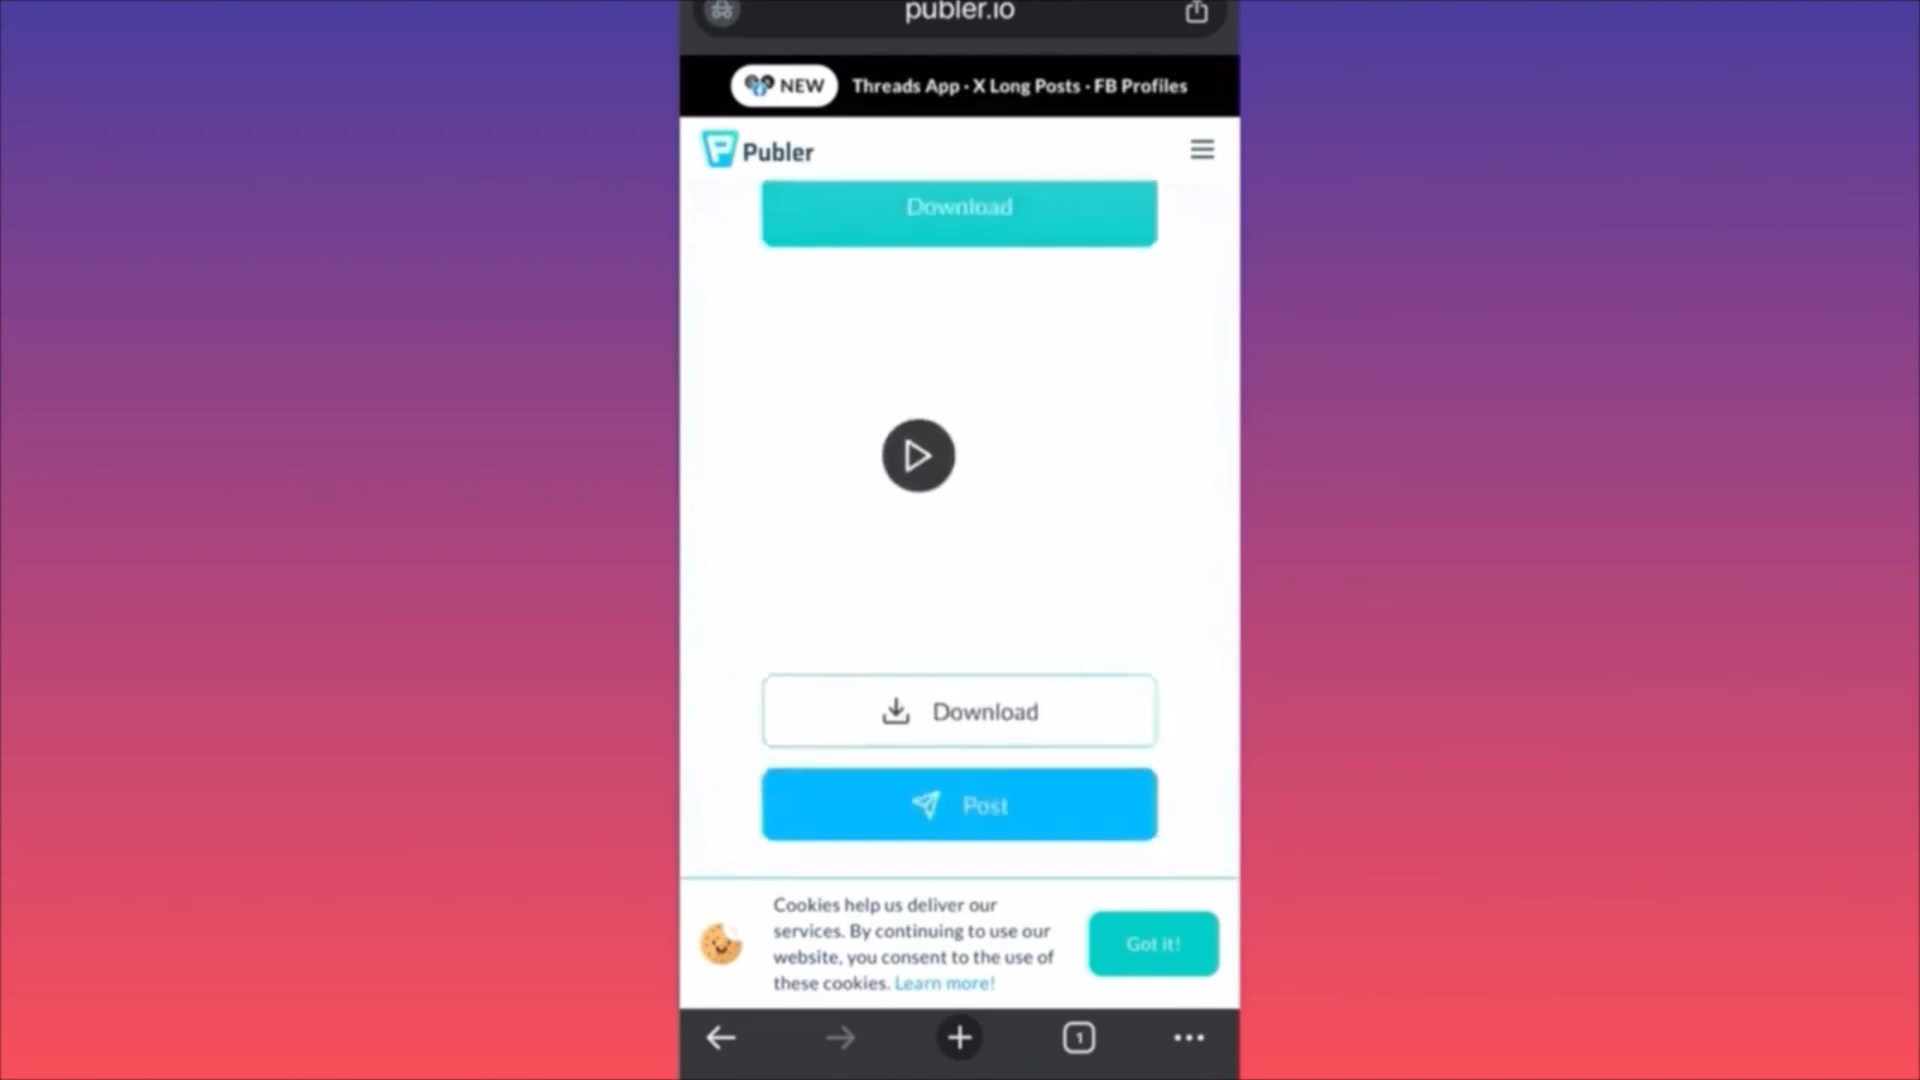 publer.io
NEW Threads App · X Long Posts · FB Profiles
Publer
Download
Download
Post
Cookies help us deliver our
services. By continuing to use our
website, you consent to the use of
these cookies. Learn more!
Got it!
1